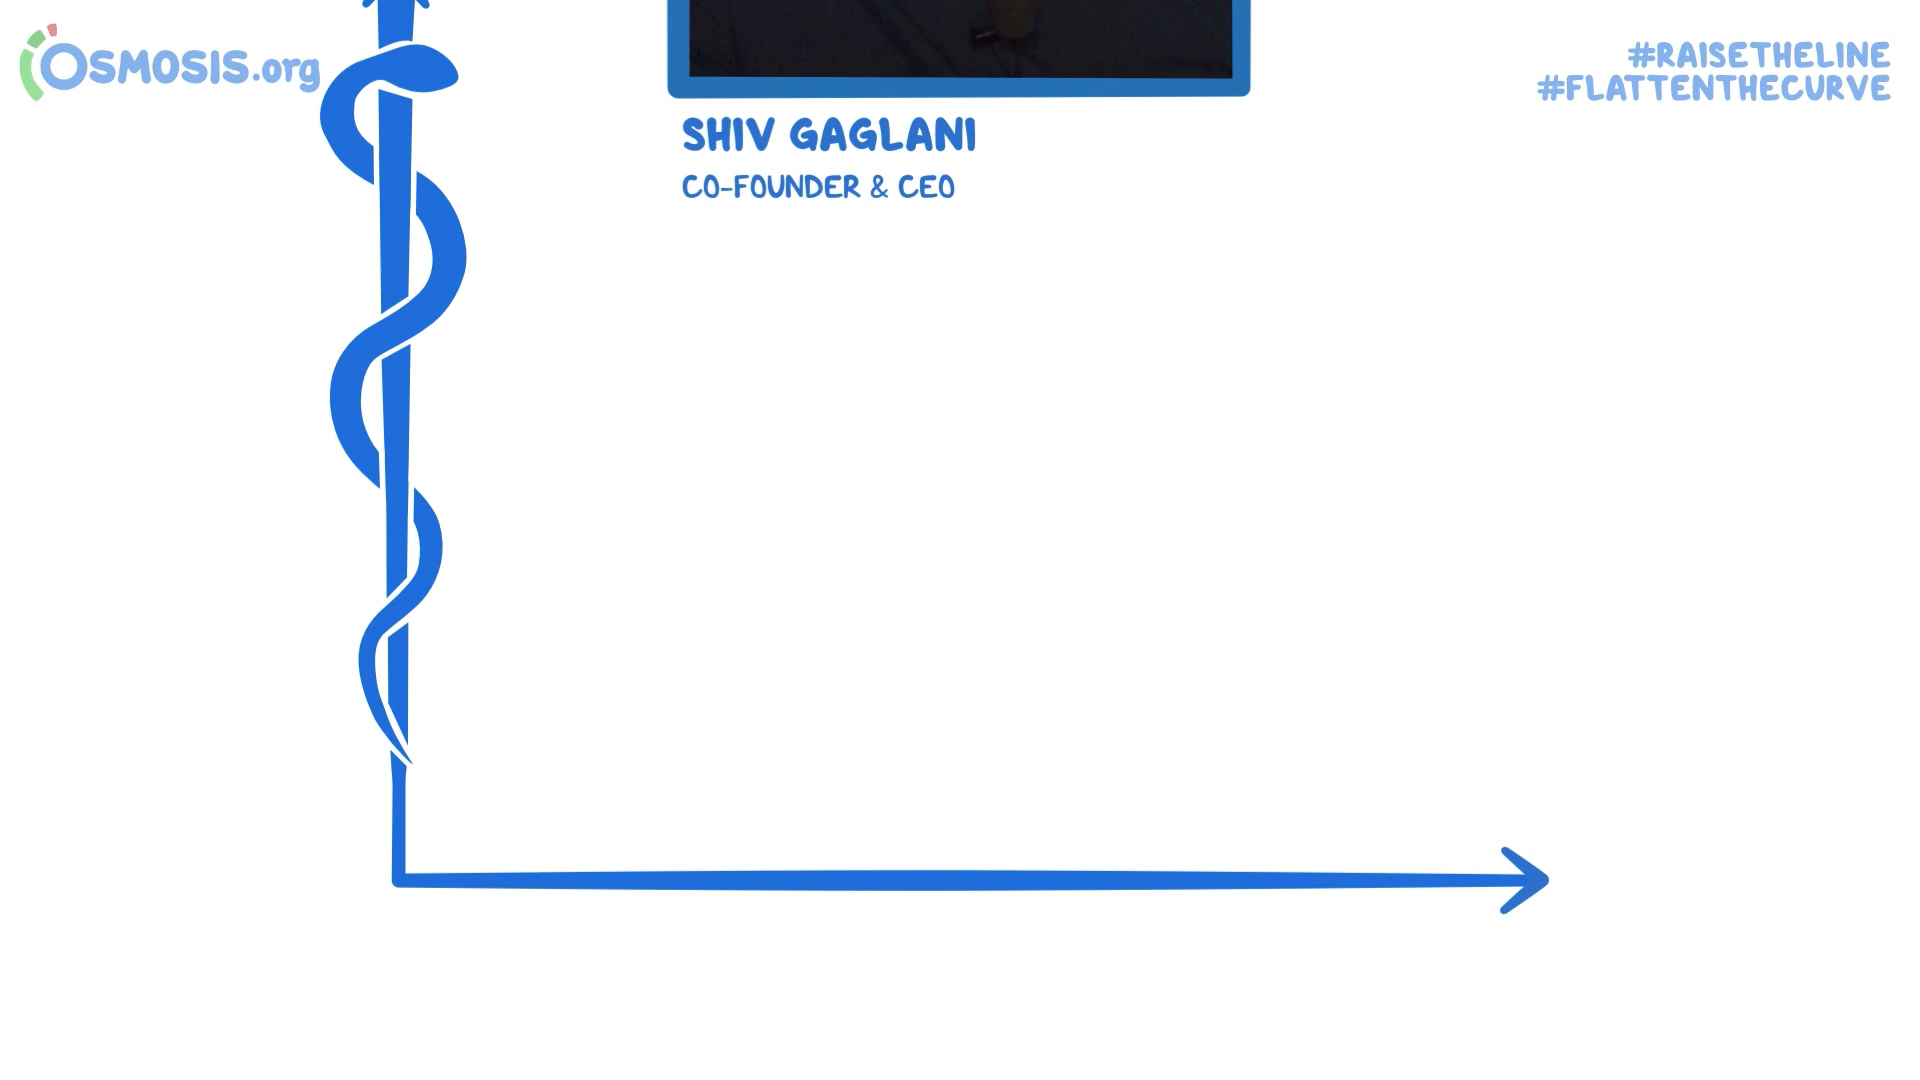 OSMOSIS.org
#RAISETHELINE
#FLATTENTHECURVE
SHIV GAGLANI
CO-FOUNDER & CEO